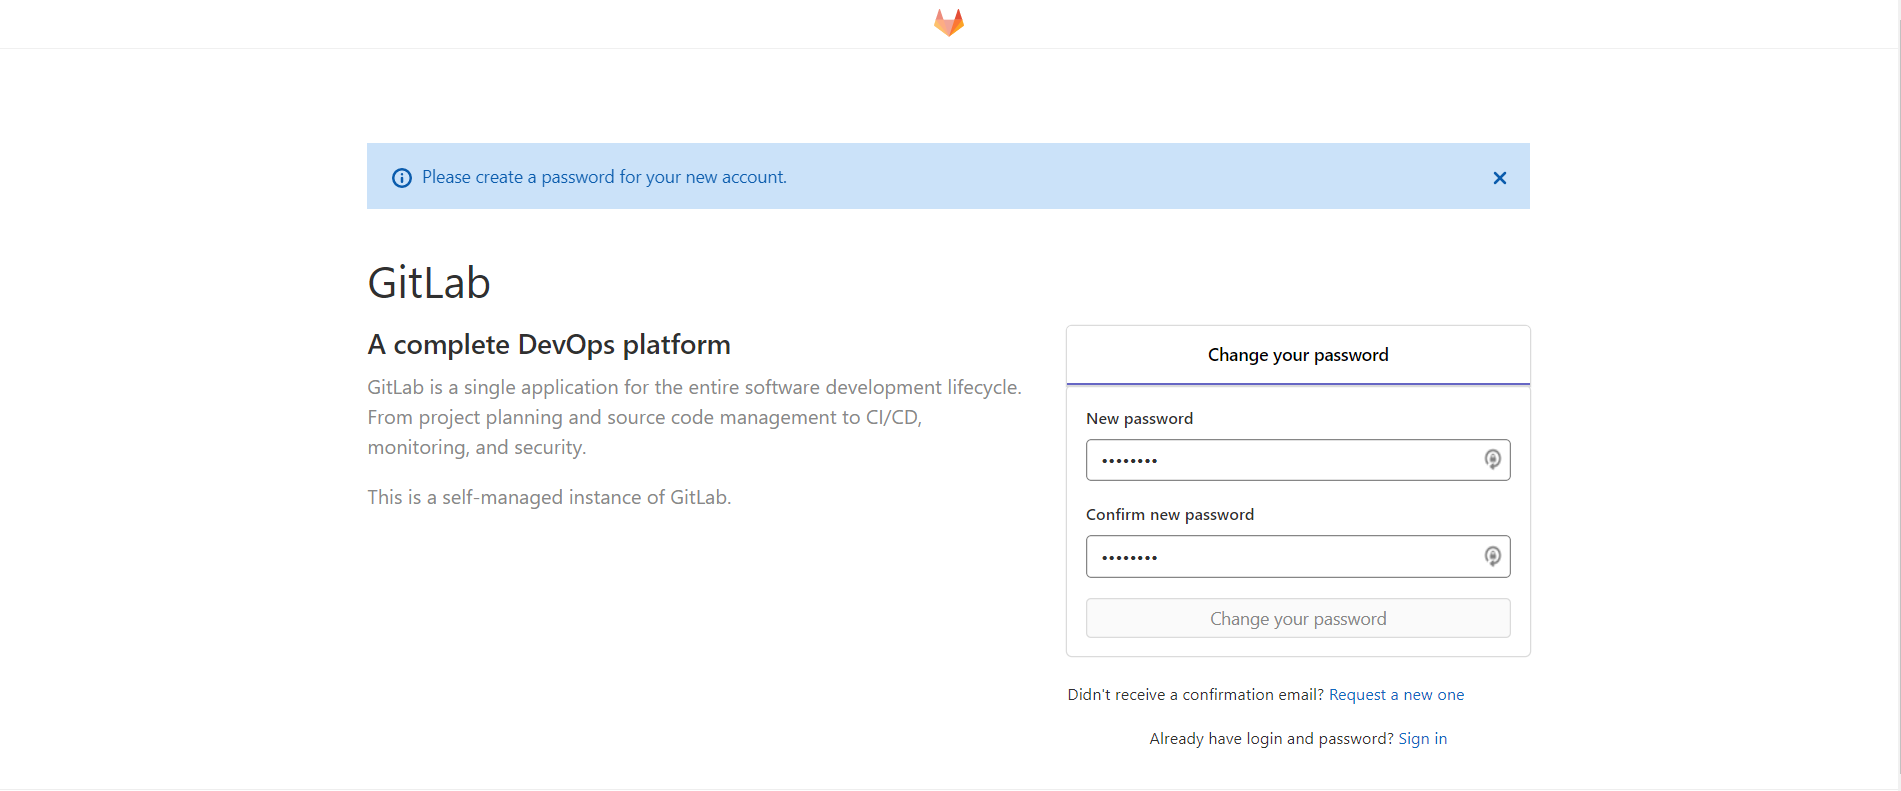 Please create a password for your new account.
GitLab
A complete DevOps platform
GitLab is a single application for the entire software development lifecycle.
From project planning and source code management to CI/CD,
monitoring, and security.
This is a self-managed instance of GitLab.
Change your password
New password
••••••••
Confirm new password
••••••••
Change your password
Didn't receive a confirmation email? Request a new one
Already have login and password? Sign in